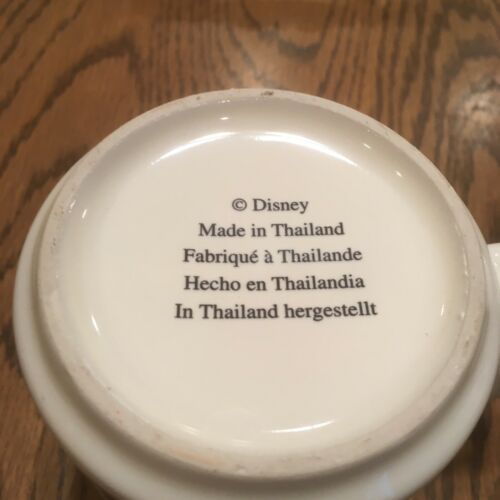 © Disney
Made in Thailand
Fabriqué à Thailande
Hecho en Thailandia
In Thailand hergestellt